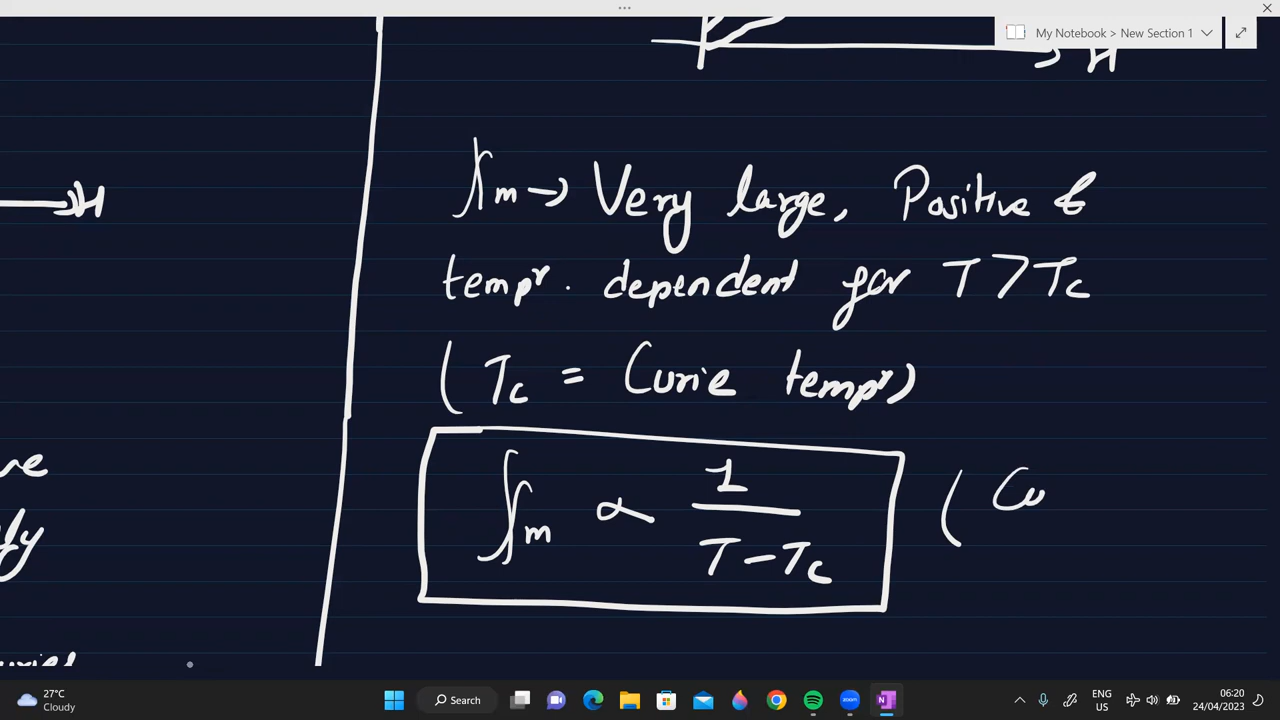 My Notebook > New Section 1
H
H
χm → Very large, Positive &
tempr. dependent for T > Tc
(Tc = Curie tempr)
χm ∝ 1/(T - Tc) (Cu
27°C
Cloudy
Search
ENG
US
06:20
24/04/2023